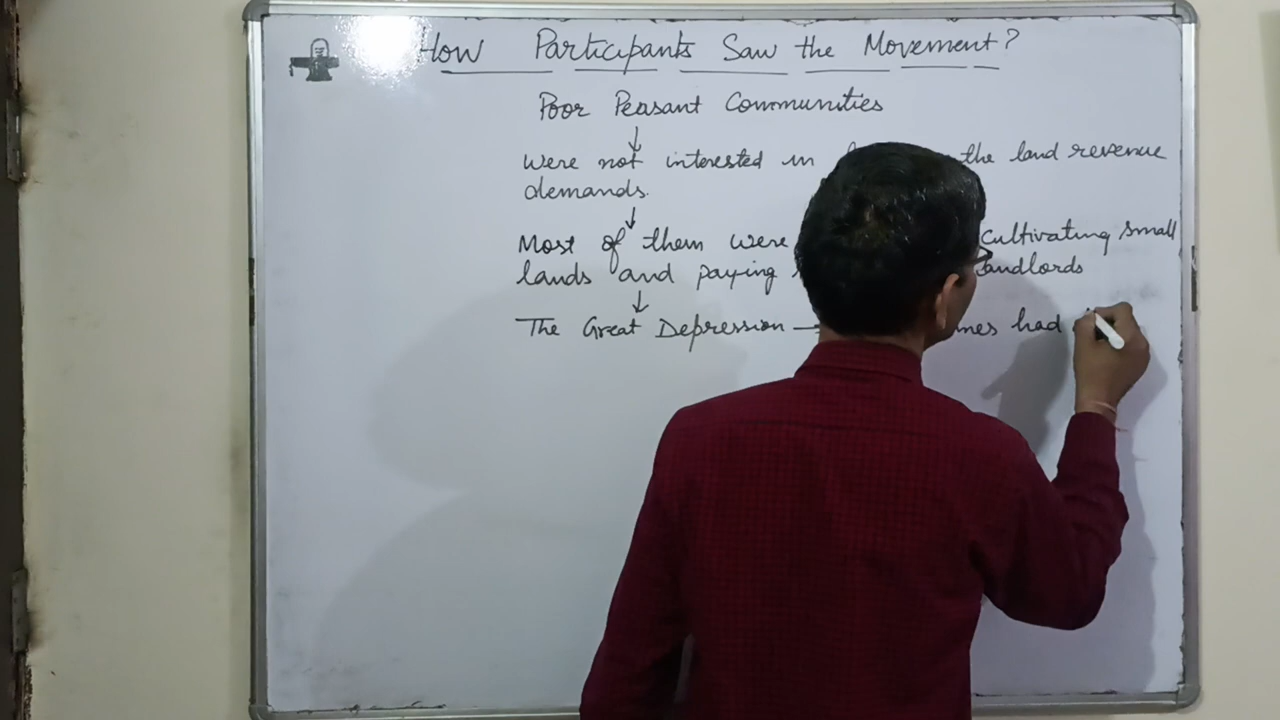 How Participants Saw the Movement?
Poor Peasant Communities
Were not interested in the land revenue
demands.
Most of them were cultivating small
lands and paying landlords
The Great Depression → had